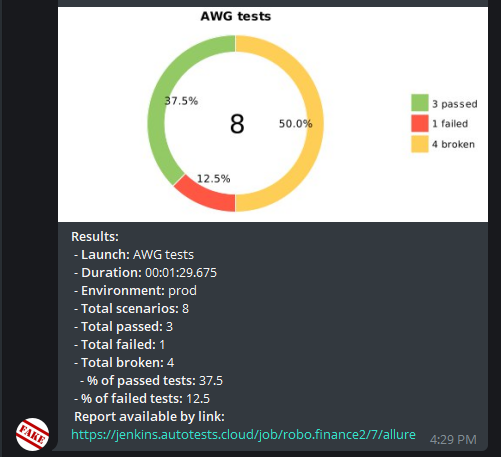 AWG tests
37.5%
8
50.0%
12.5%
3 passed
1 failed
4 broken
Results:
- Launch: AWG tests
- Duration: 00:01:29.675
- Environment: prod
- Total scenarios: 8
- Total passed: 3
- Total failed: 1
- Total broken: 4
- % of passed tests: 37.5
- % of failed tests: 12.5
Report available by link:
https://jenkins.autotests.cloud/job/robo.finance2/7/allure
4:29 PM
FAKE